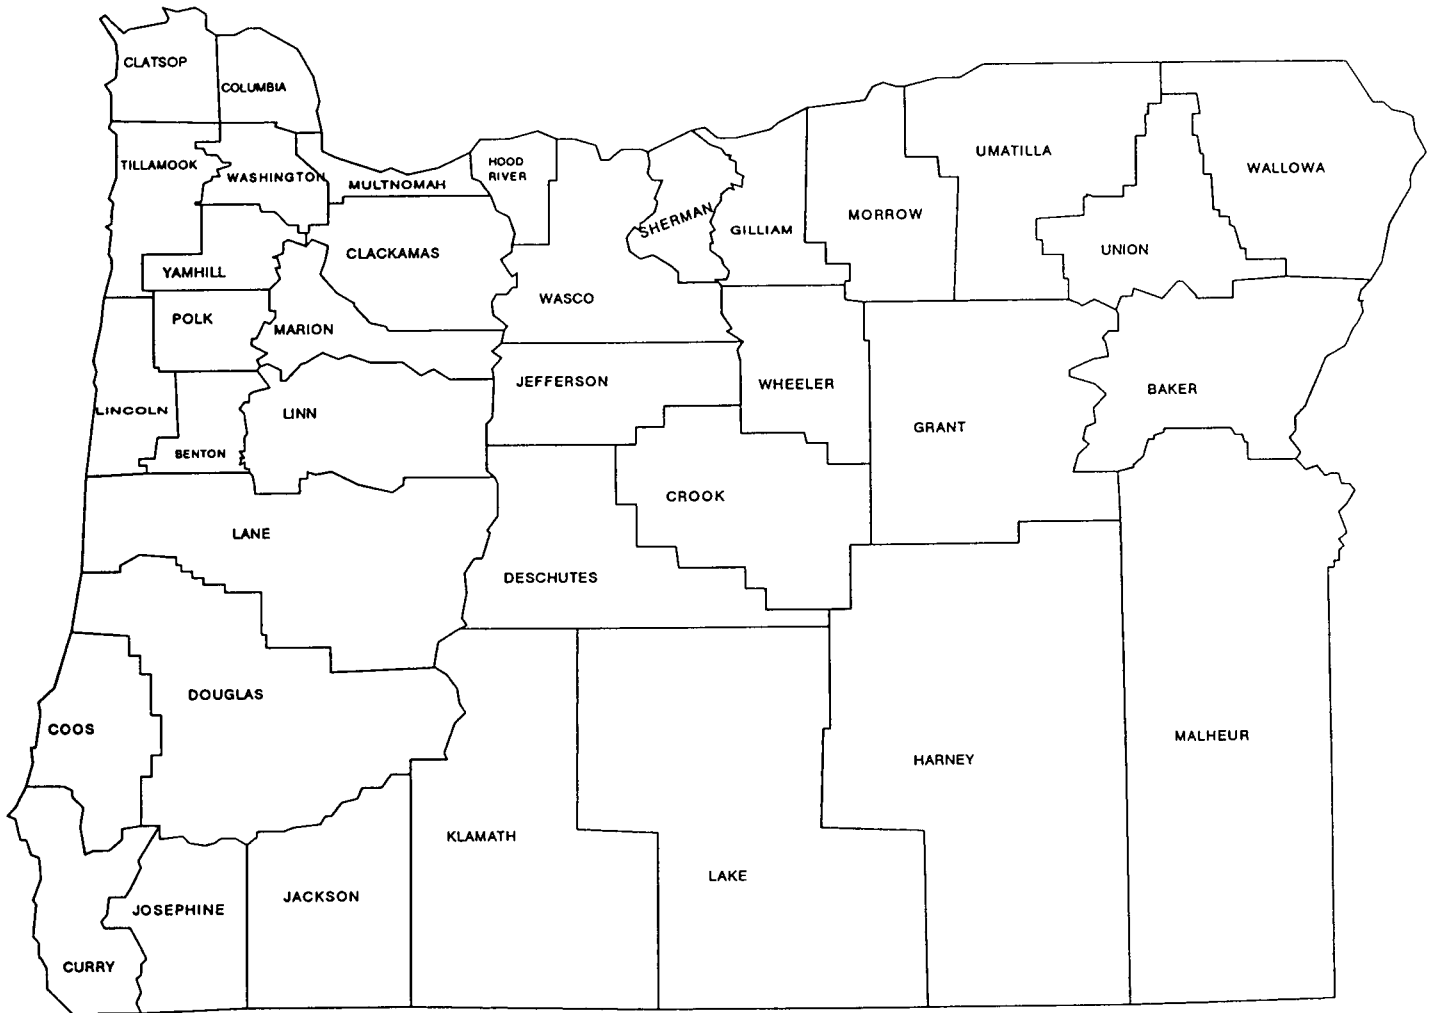 CLATSOP
COLUMBIA
TILLAMOOK
WASHINGTON
MULTNOMAH
HOOD
RIVER
SHERMAN
GILLIAM
MORROW
UMATILLA
WALLOWA
UNION
YAMHILL
CLACKAMAS
WASCO
POLK
MARION
JEFFERSON
WHEELER
BAKER
LINCOLN
LINN
BENTON
GRANT
CROOK
LANE
DESCHUTES
DOUGLAS
COOS
MALHEUR
HARNEY
KLAMATH
LAKE
JACKSON
JOSEPHINE
CURRY